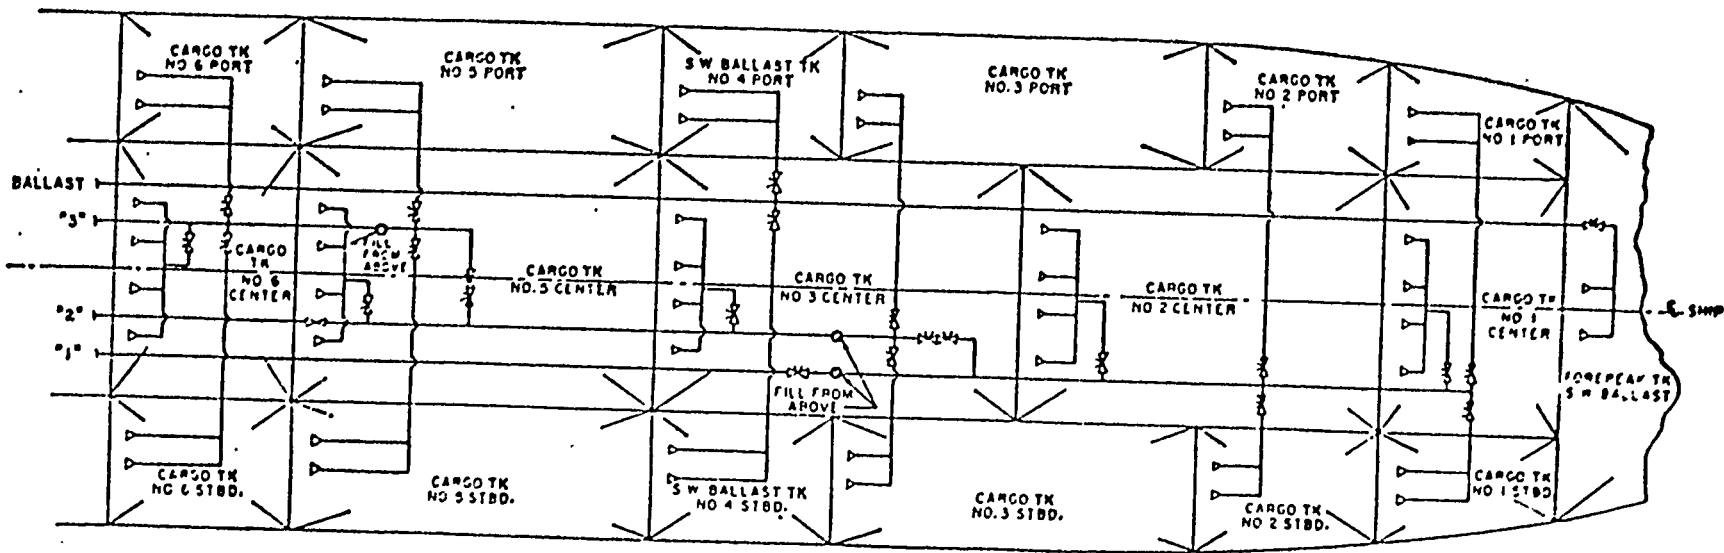 CARGO TK
NO 6 PORT
CARGO TK
NO 5 PORT
S W BALLAST TK
NO 4 PORT
CARGO TK
NO. 3 PORT
CARGO TK
NO 2 PORT
CARGO TK
NO 1 PORT
BALLAST
"3"
"2"
"1"
CARGO
TK
NO 6
CENTER
FILL
FROM
ABOVE
CARGO TK
NO. 5 CENTER
CARGO TK
NO 3 CENTER
CARGO TK
NO 2 CENTER
CARGO TK
NO 1
CENTER
℄ SHIP
FILL FROM
ABOVE
FOREPEAK TK
S W BALLAST
CARGO TK
NO 6 STBD.
CARGO TK
NO 5 STBD.
S W BALLAST TK
NO 4 STBD.
CARGO TK
NO. 3 STBD.
CARGO TK
NO 2 STBD.
CARGO TK
NO 1 STBD